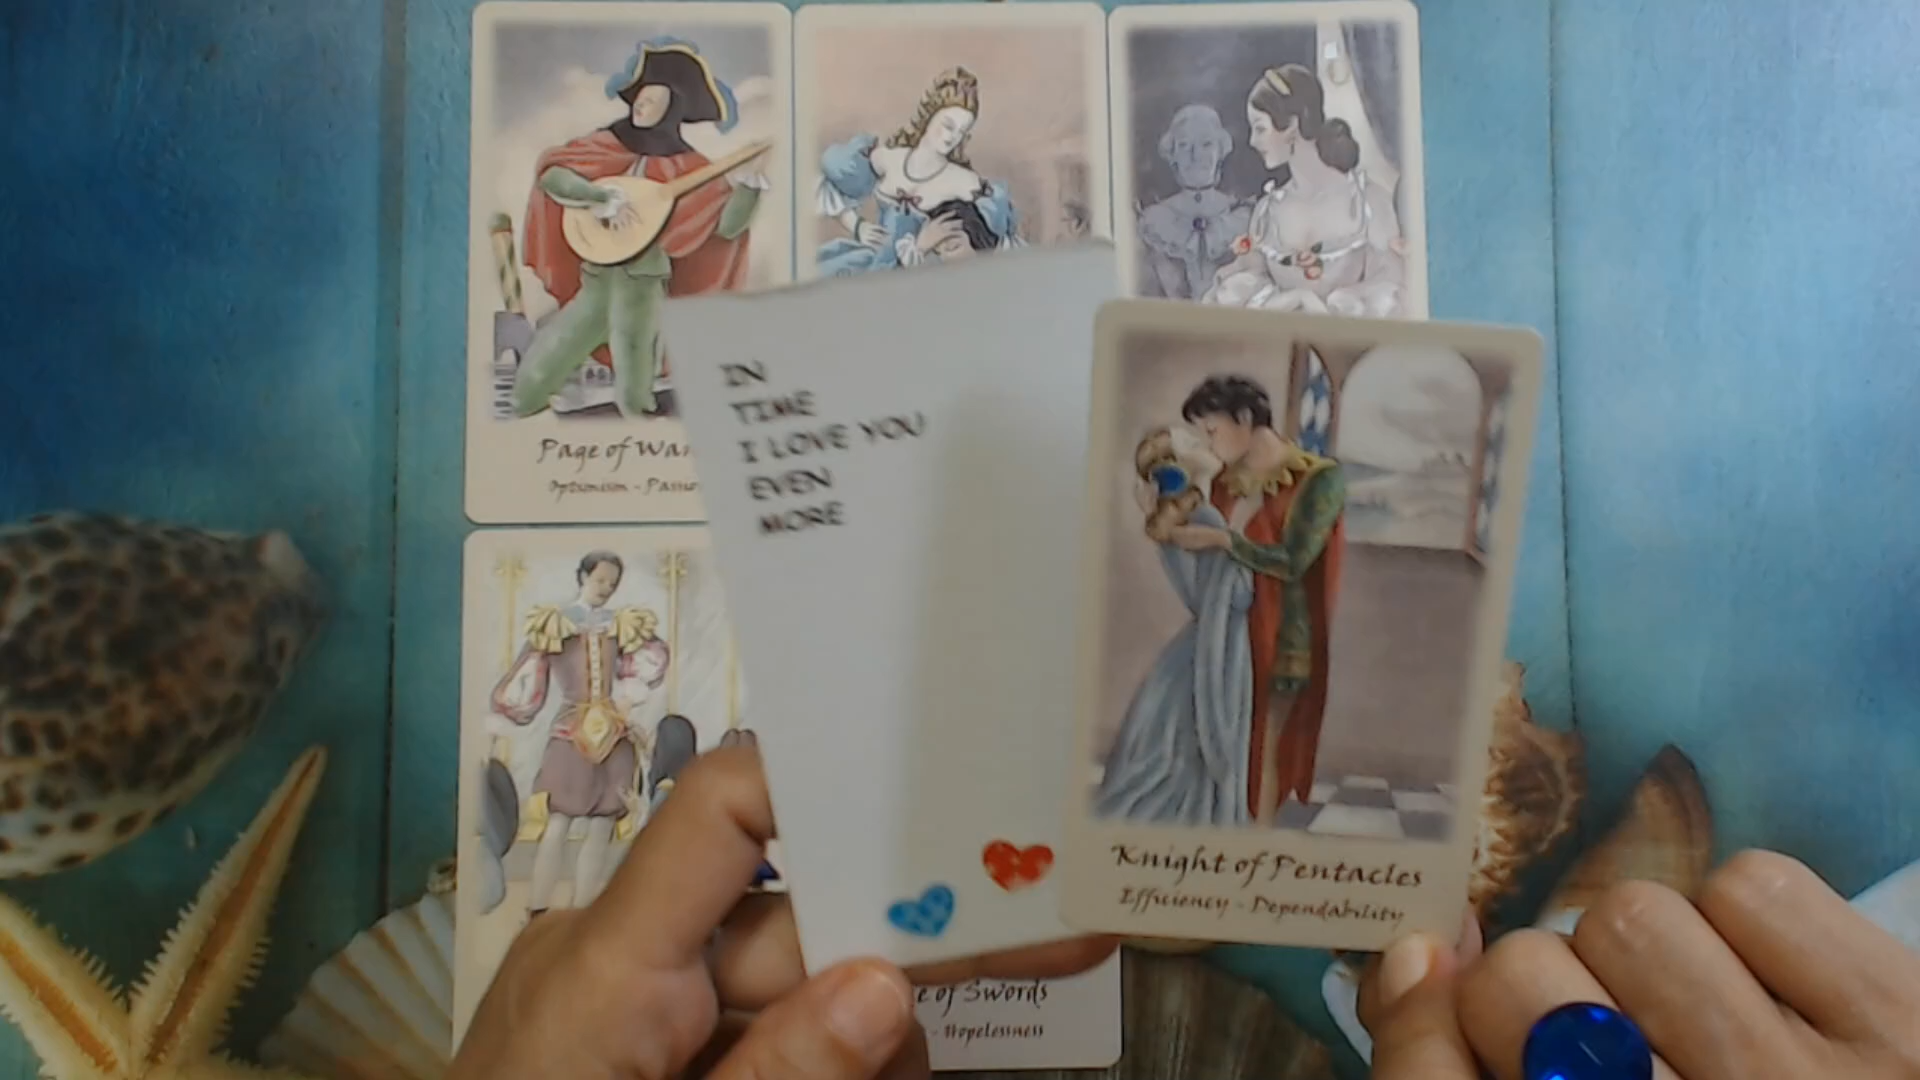 Page of Wan
Optimism - Passio
IN
TIME
I LOVE YOU
EVEN
MORE
Knight of Pentacles
Efficiency - Dependability
of Swords
- Hopelessness